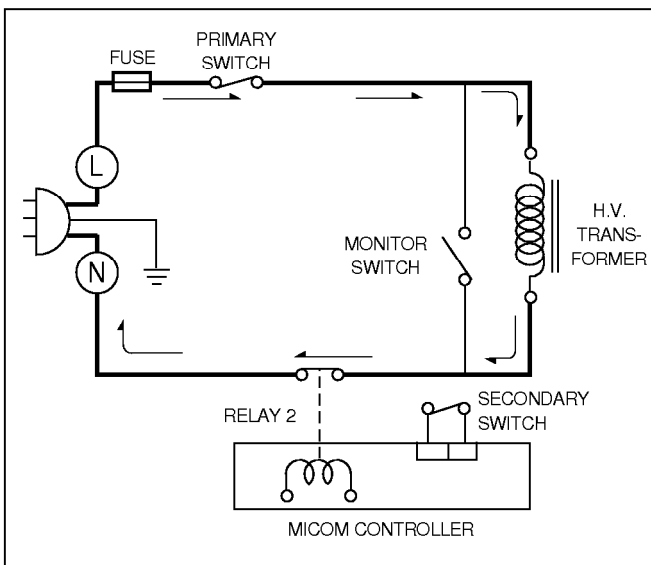 FUSE
PRIMARY
SWITCH
L
N
MONITOR
SWITCH
H.V.
TRANS-
FORMER
RELAY 2
SECONDARY
SWITCH
MICOM CONTROLLER